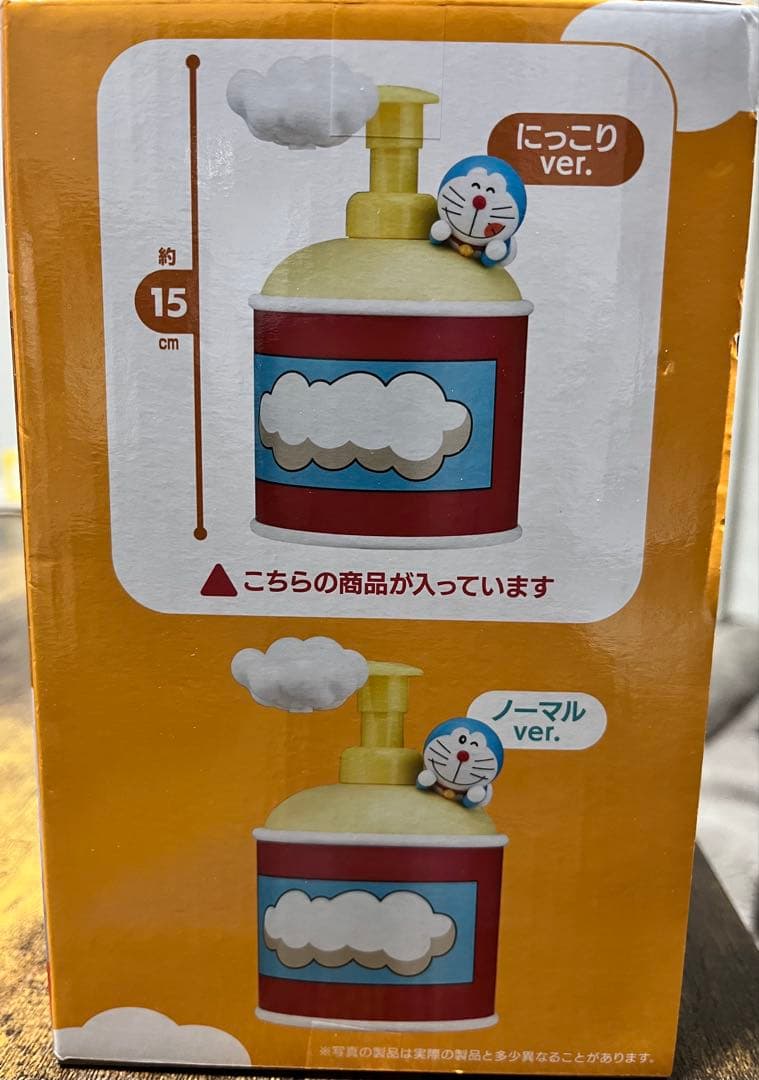 にっこり
ver.
約
15
cm
▲こちらの商品が入っています
ノーマル
ver.
※写真の製品は実際の製品と多少異なることがあります。